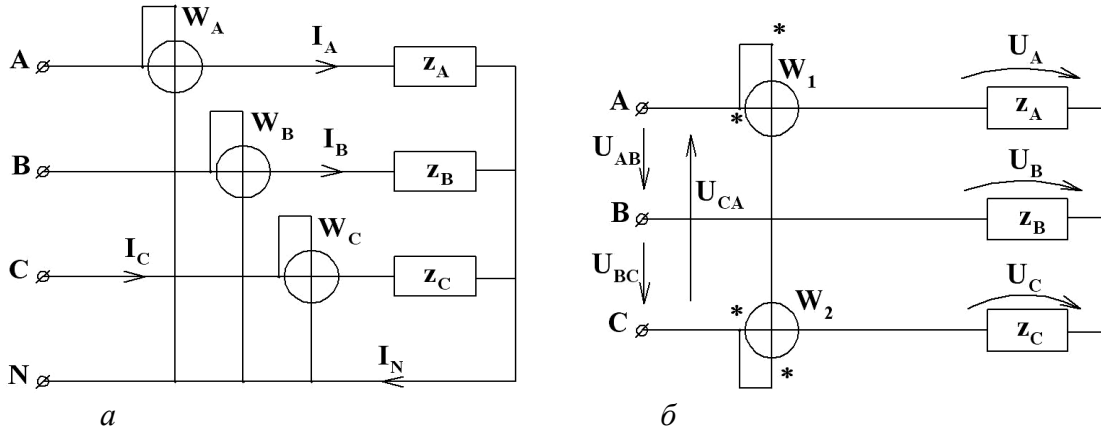 W_A
A I_A z_A
W_B
B I_B z_B
W_C
C I_C z_C
N I_N
а
* U_A
W_1
A * z_A
U_AB U_B
U_CA
B z_B
U_BC U_C
* W_2
C z_C
*
б